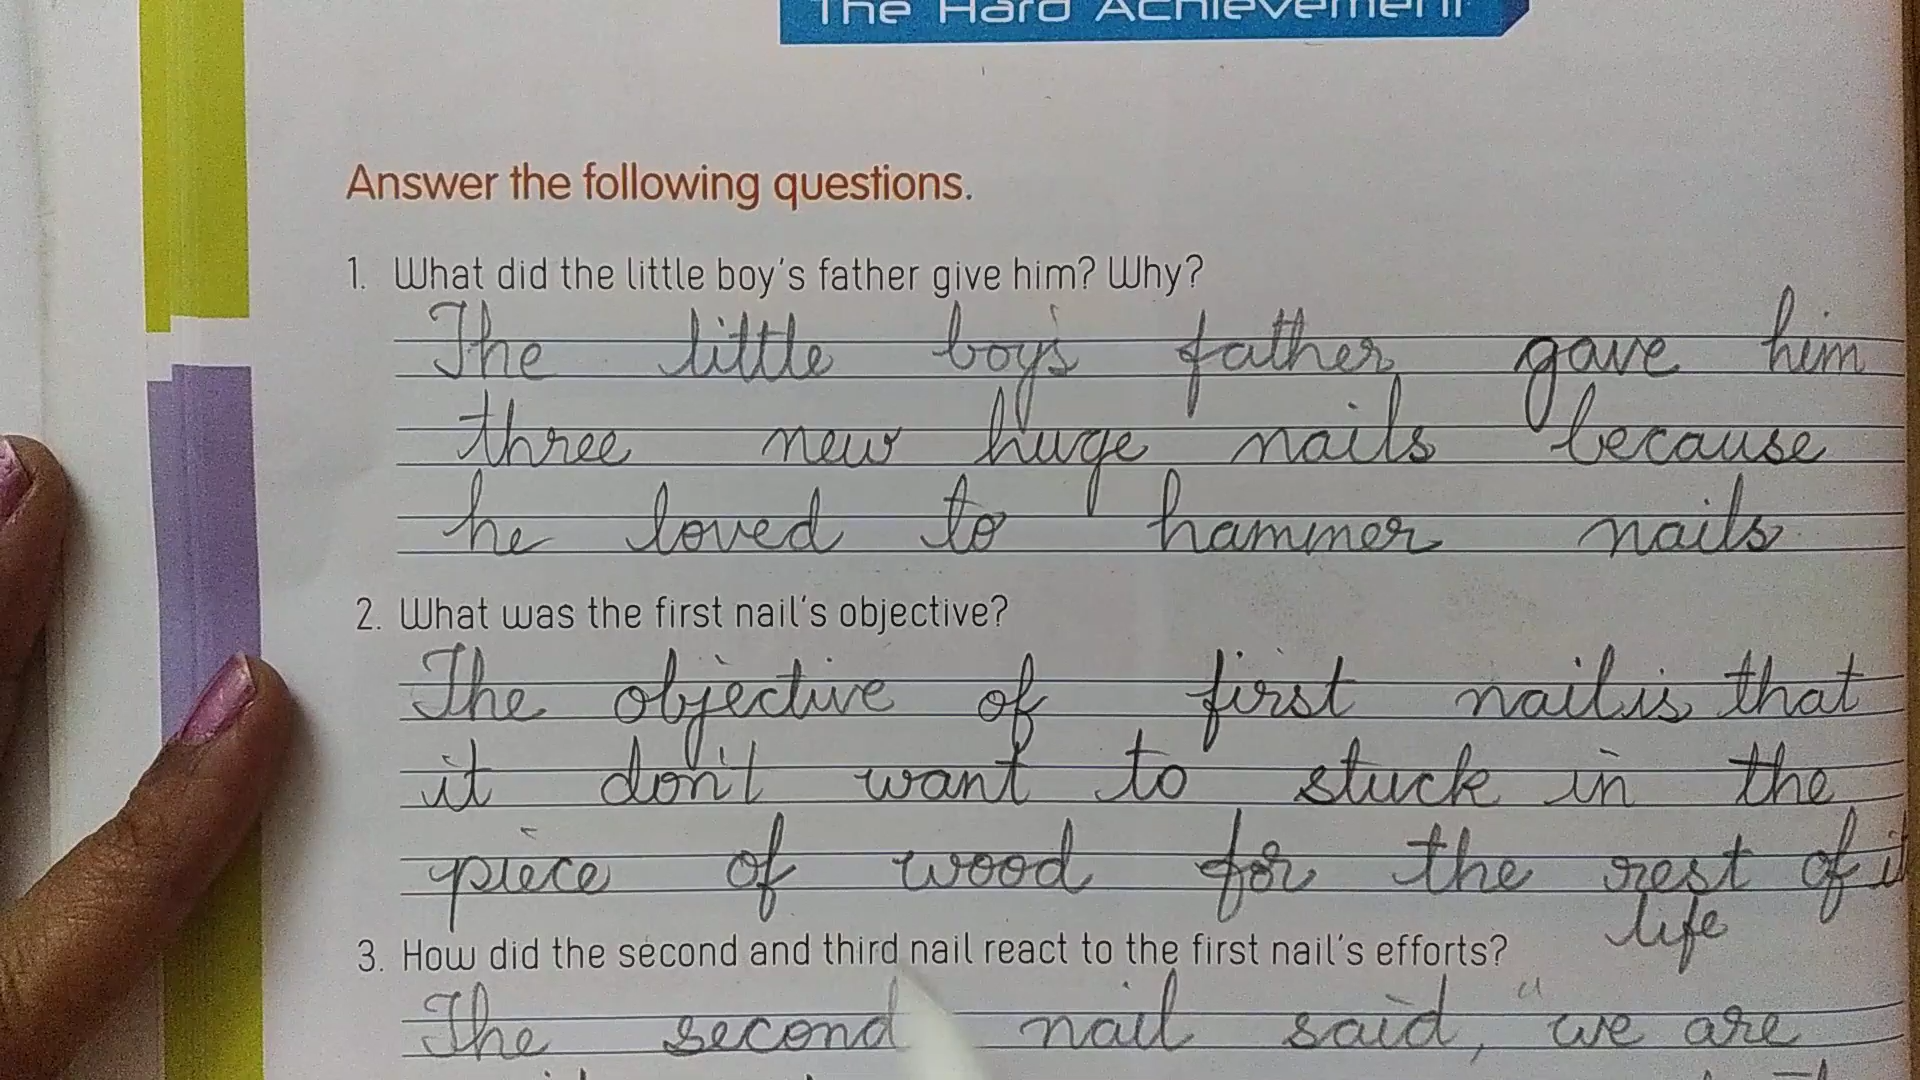 The Hard Achievement
Answer the following questions.
1. What did the little boy's father give him? Why?
The little boy's father gave him
three new huge nails because
he loved to hammer nails.
2. What was the first nail's objective?
The objective of first nail is that
it don't want to stuck in the
piece of wood for the rest of it
life
3. How did the second and third nail react to the first nail's efforts?
The second nail said, "we are